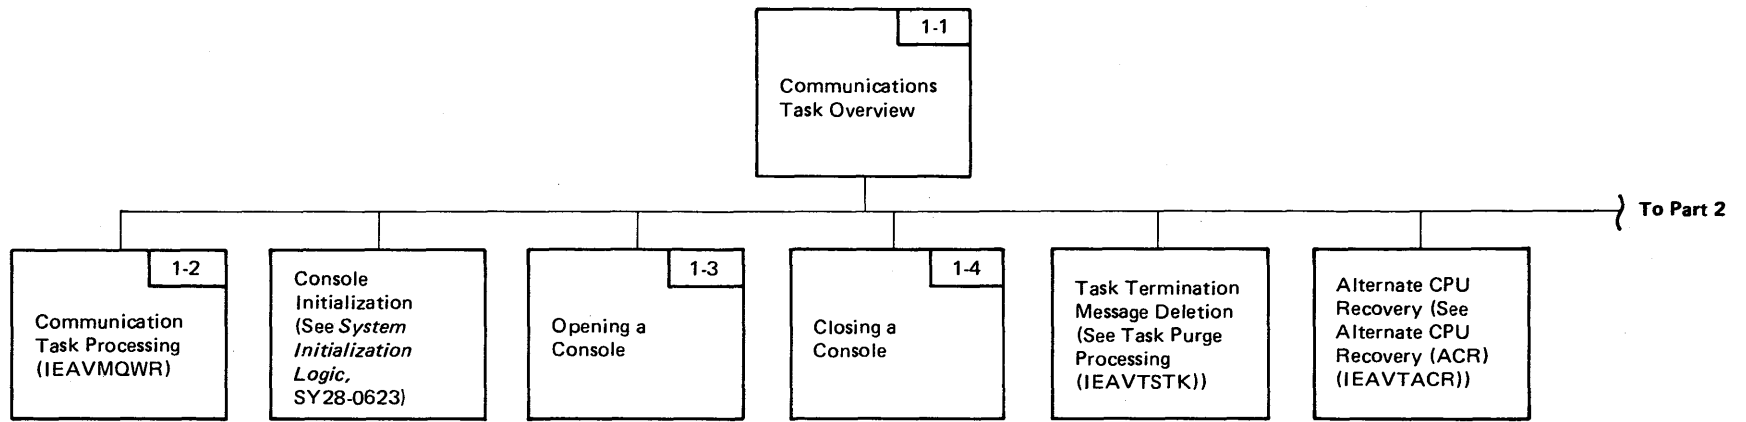 1-1
Communications
Task Overview
To Part 2
1-2
Communication
Task Processing
(IEAVMQWR)
Console
Initialization
(See System
Initialization
Logic,
SY28-0623)
1-3
Opening a
Console
1-4
Closing a
Console
Task Termination
Message Deletion
(See Task Purge
Processing
(IEAVTSTK))
Alternate CPU
Recovery (See
Alternate CPU
Recovery (ACR)
(IEAVTACR))